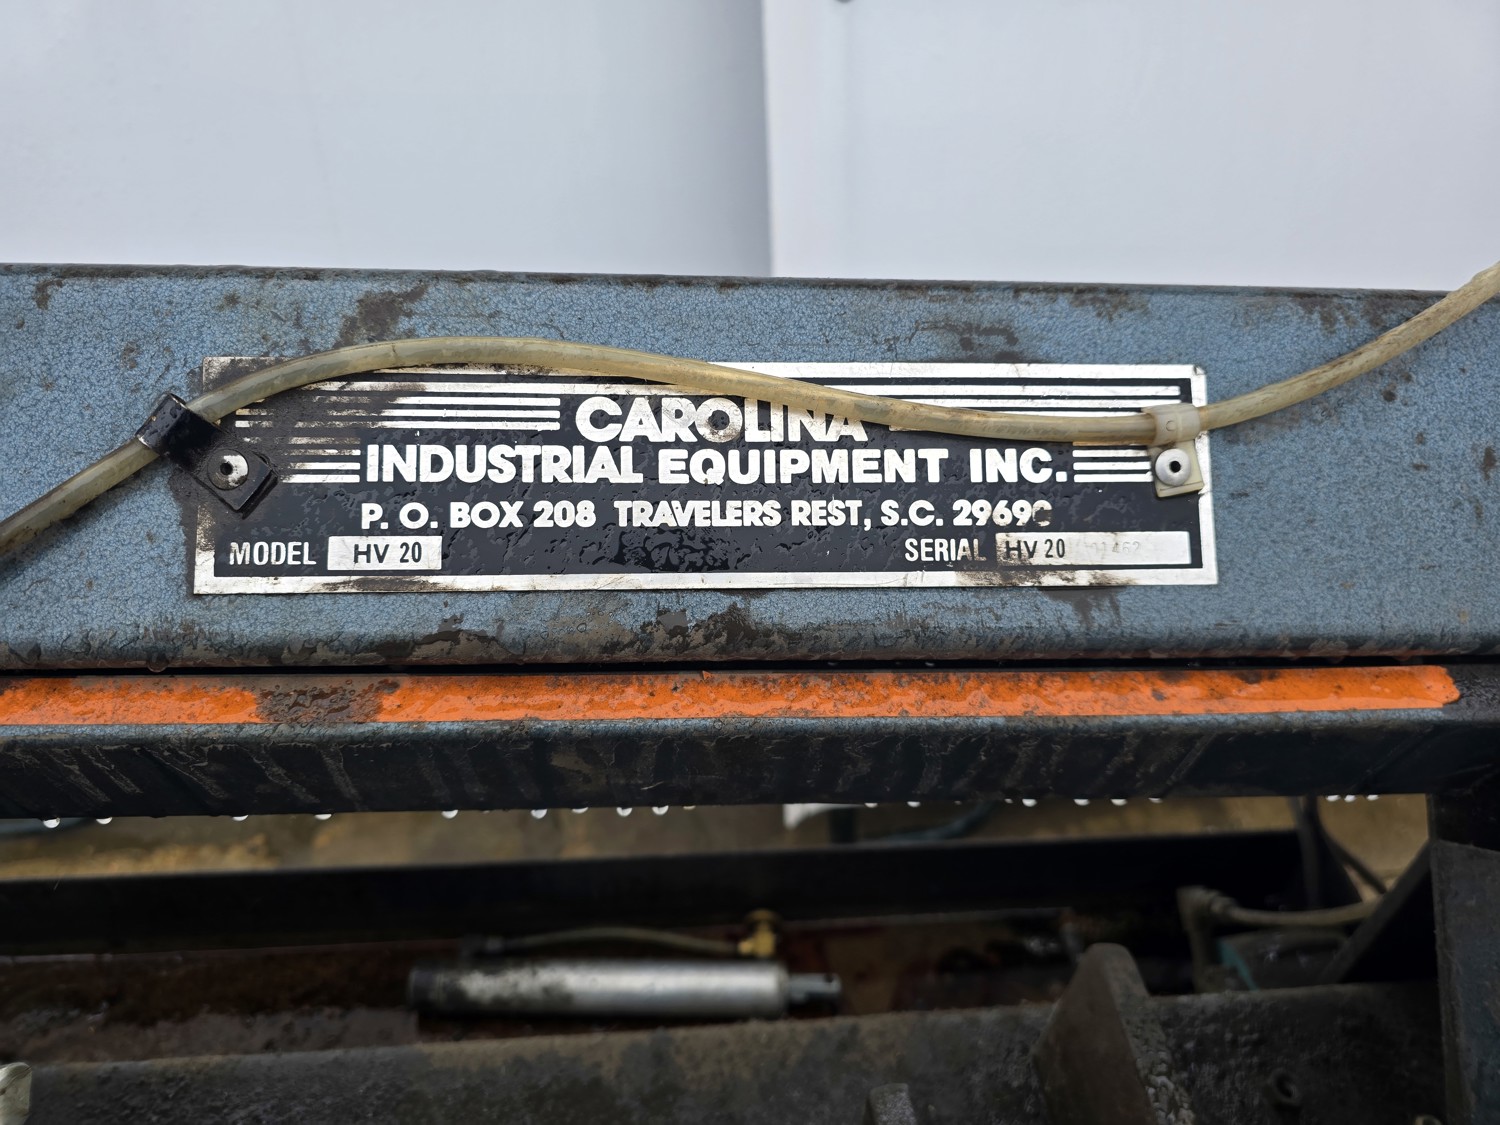 CAROLINA
INDUSTRIAL EQUIPMENT INC.
P. O. BOX 208 TRAVELERS REST, S.C. 29690
MODEL HV 20 SERIAL HV 20